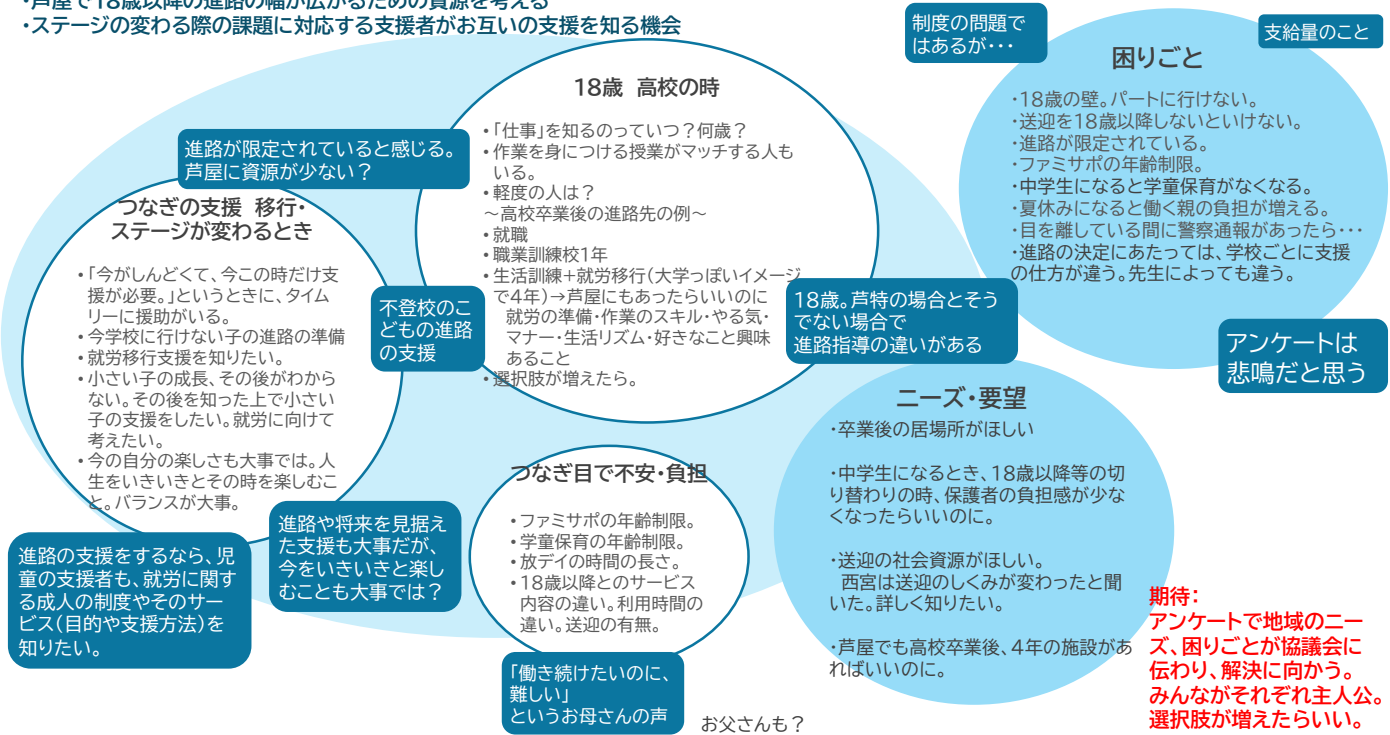 ・芦屋で18歳以降の進路の幅が広がるための資源を考える
・ステージの変わる際の課題に対応する支援者がお互いの支援を知る機会
制度の問題で
はあるが・・・
支給量のこと
困りごと
・18歳の壁。パートに行けない。
・送迎を18歳以降しないといけない。
・進路が限定されている。
・ファミサポの年齢制限。
・中学生になると学童保育がなくなる。
・夏休みになると働く親の負担が増える。
・目を離している間に警察通報があったら・・・
・進路の決定にあたっては、学校ごとに支援
の仕方が違う。先生によっても違う。
アンケートは
悲鳴だと思う
18歳 高校の時
・「仕事」を知るのっていつ？何歳？
・作業を身につける授業がマッチする人も
いる。
・軽度の人は？
～高校卒業後の進路先の例～
・就職
・職業訓練校1年
・生活訓練＋就労移行（大学っぽいイメージ
で4年）→芦屋にもあったらいいのに
就労の準備・作業のスキル・やる気・
マナー・生活リズム・好きなこと興味
あること
・選択肢が増えたら。
進路が限定されていると感じる。
芦屋に資源が少ない？
つなぎの支援 移行・
ステージが変わるとき
・「今がしんどくて、今この時だけ支
援が必要。」というときに、タイム
リーに援助がいる。
・今学校に行けない子の進路の準備
・就労移行支援を知りたい。
・小さい子の成長、その後がわから
ない。その後を知った上で小さい
子の支援をしたい。就労に向けて
考えたい。
・今の自分の楽しさも大事では。人
生をいきいきとその時を楽しむこ
と。バランスが大事。
不登校のこ
どもの進路
の支援
18歳。芦特の場合とそう
でない場合で
進路指導の違いがある
進路の支援をするなら、児
童の支援者も、就労に関す
る成人の制度やそのサー
ビス（目的や支援方法）を
知りたい。
進路や将来を見据え
た支援も大事だが、
今をいきいきと楽し
むことも大事では？
つなぎ目で不安・負担
・ファミサポの年齢制限。
・学童保育の年齢制限。
・放デイの時間の長さ。
・18歳以降とのサービス
内容の違い。利用時間の
違い。送迎の有無。
「働き続けたいのに、
難しい」
というお母さんの声
お父さんも？
ニーズ・要望
・卒業後の居場所がほしい
・中学生になるとき、18歳以降等の切
り替わりの時、保護者の負担感が少な
くなったらいいのに。
・送迎の社会資源がほしい。
西宮は送迎のしくみが変わったと聞
いた。詳しく知りたい。
・芦屋でも高校卒業後、4年の施設があ
ればいいのに。
期待：
アンケートで地域のニー
ズ、困りごとが協議会に
伝わり、解決に向かう。
みんながそれぞれ主人公。
選択肢が増えたらいい。